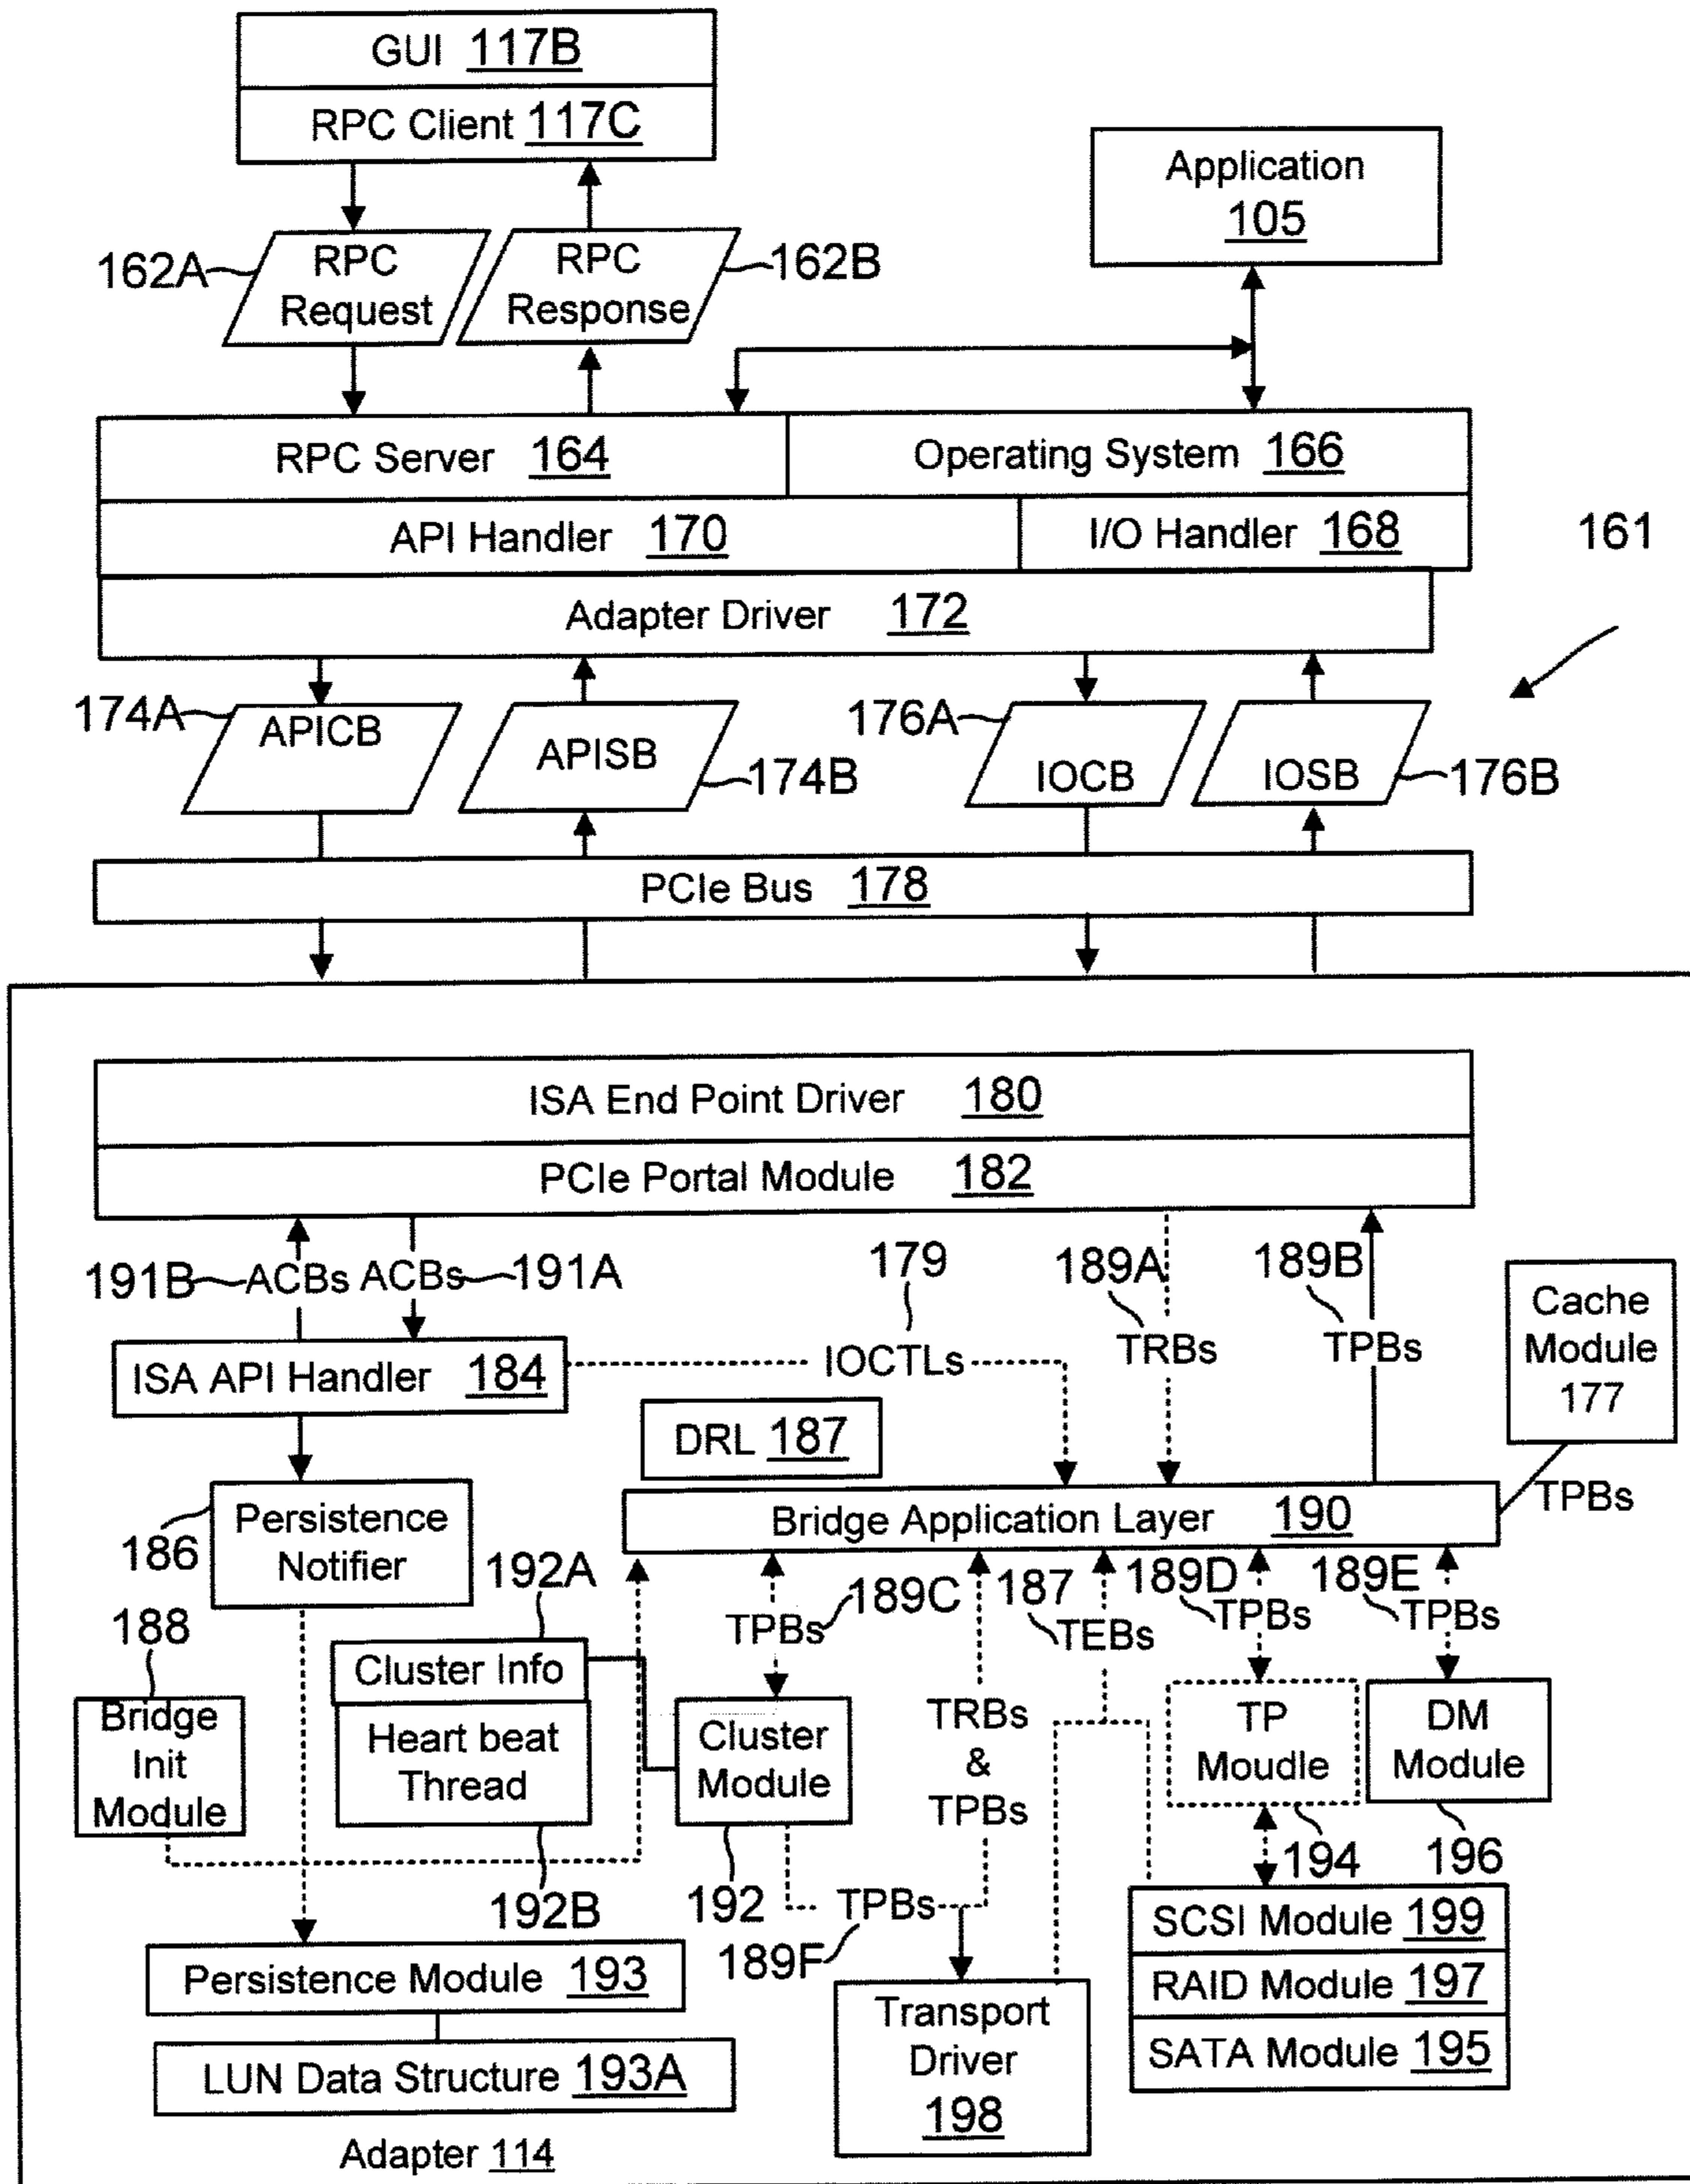 GUI 117B
RPC Client 117C
Application
105
162A
RPC
Request
RPC
Response
162B
RPC Server 164
Operating System 166
API Handler 170
I/O Handler 168
161
Adapter Driver 172
174A
APICB
APISB
174B
176A
IOCB
IOSB
176B
PCIe Bus 178
ISA End Point Driver 180
PCIe Portal Module 182
191B
ACBs
ACBs
191A
179
189A
189B
Cache
Module
177
ISA API Handler 184
IOCTLs
TRBs
TPBs
DRL 187
TPBs
Bridge Application Layer 190
186
Persistence
Notifier
192A
189C
187
189D
189E
188
TPBs
TEBs
TPBs
TPBs
Cluster Info
Heart beat
Thread
Bridge
Init
Module
Cluster
Module
TRBs
&
TPBs
TP
Moudle
DM
Module
192B
192
TPBs
189F
194
196
Persistence Module 193
LUN Data Structure 193A
Transport
Driver
198
SCSI Module 199
RAID Module 197
SATA Module 195
Adapter 114